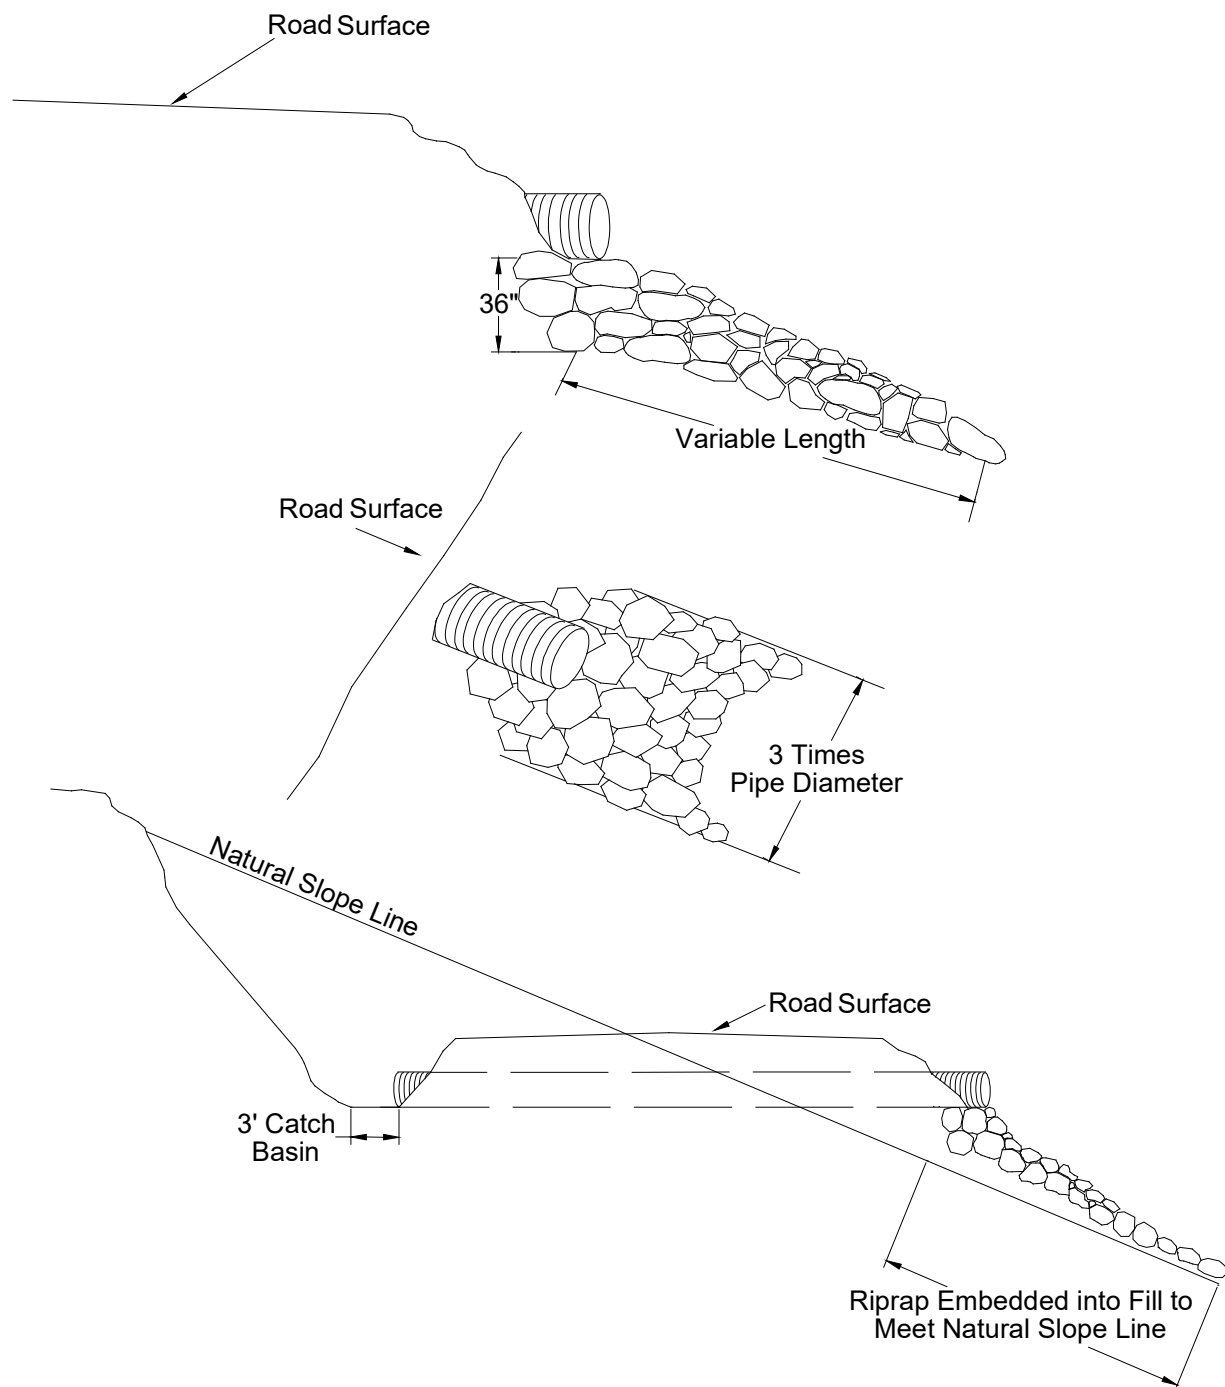 Road Surface
36"
Variable Length
Road Surface
3 Times
Pipe Diameter
Natural Slope Line
Road Surface
3' Catch
Basin
Riprap Embedded into Fill to
Meet Natural Slope Line